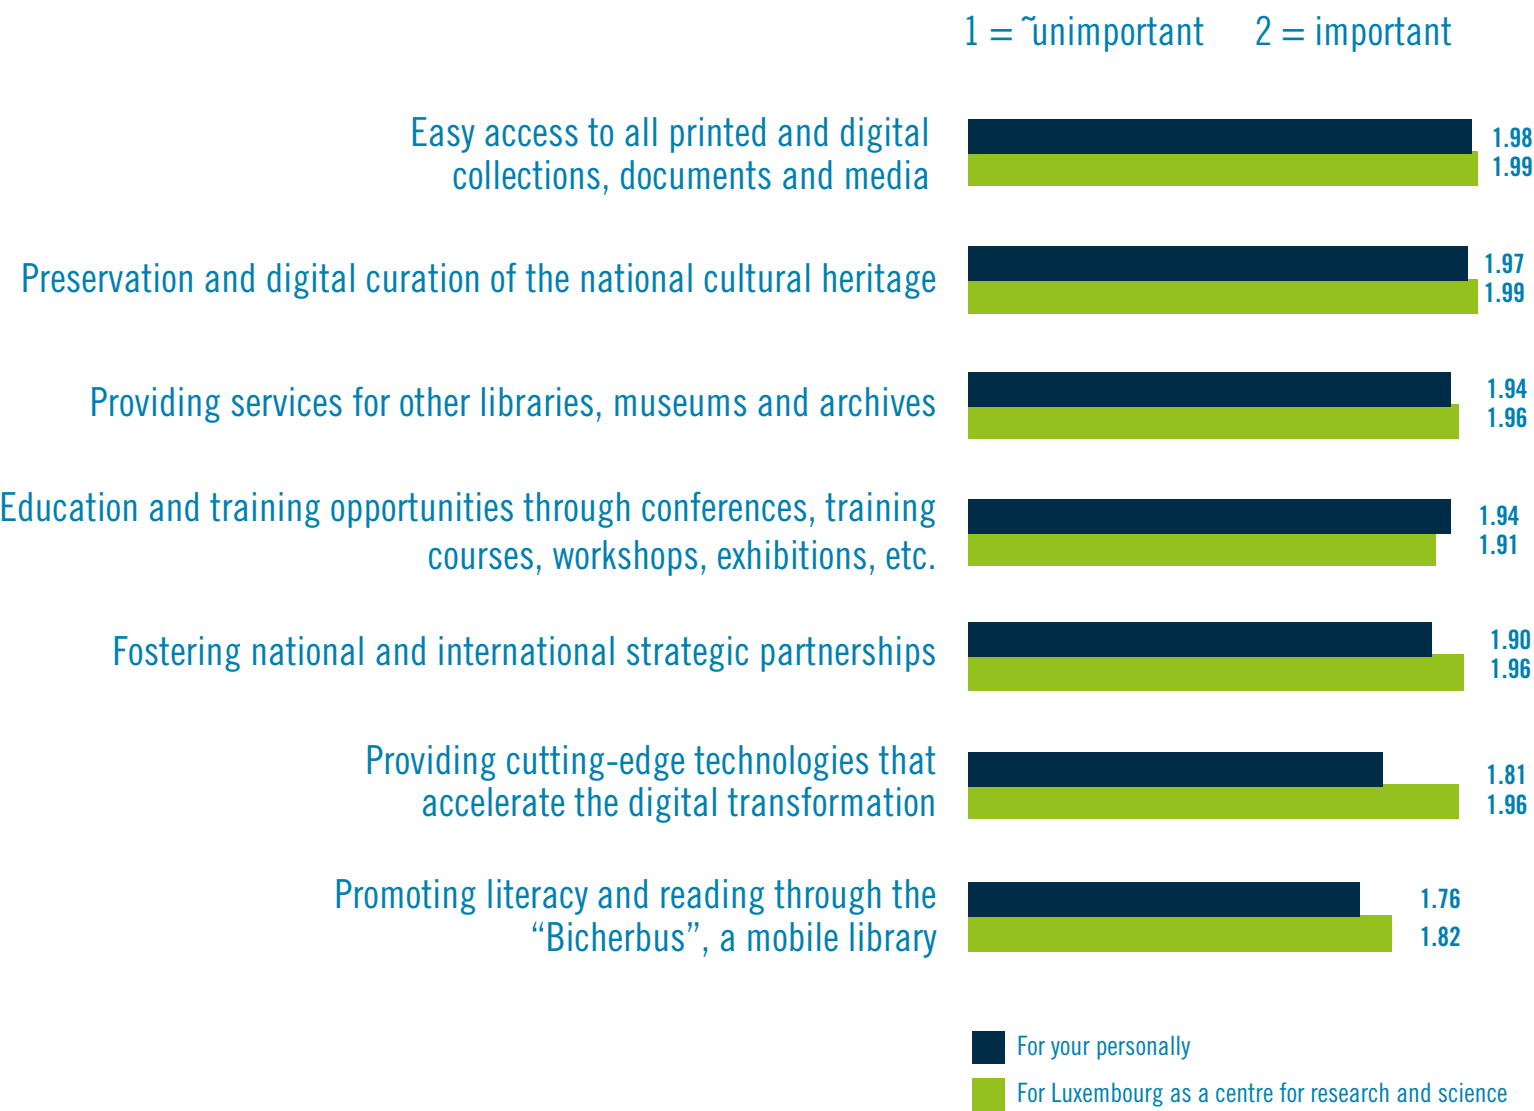 1 = ˜unimportant 2 = important
Easy access to all printed and digital
collections, documents and media
1.98
1.99
Preservation and digital curation of the national cultural heritage
1.97
1.99
Providing services for other libraries, museums and archives
1.94
1.96
Education and training opportunities through conferences, training
courses, workshops, exhibitions, etc.
1.94
1.91
Fostering national and international strategic partnerships
1.90
1.96
Providing cutting-edge technologies that
accelerate the digital transformation
1.81
1.96
Promoting literacy and reading through the
“Bicherbus”, a mobile library
1.76
1.82
For your personally
For Luxembourg as a centre for research and science